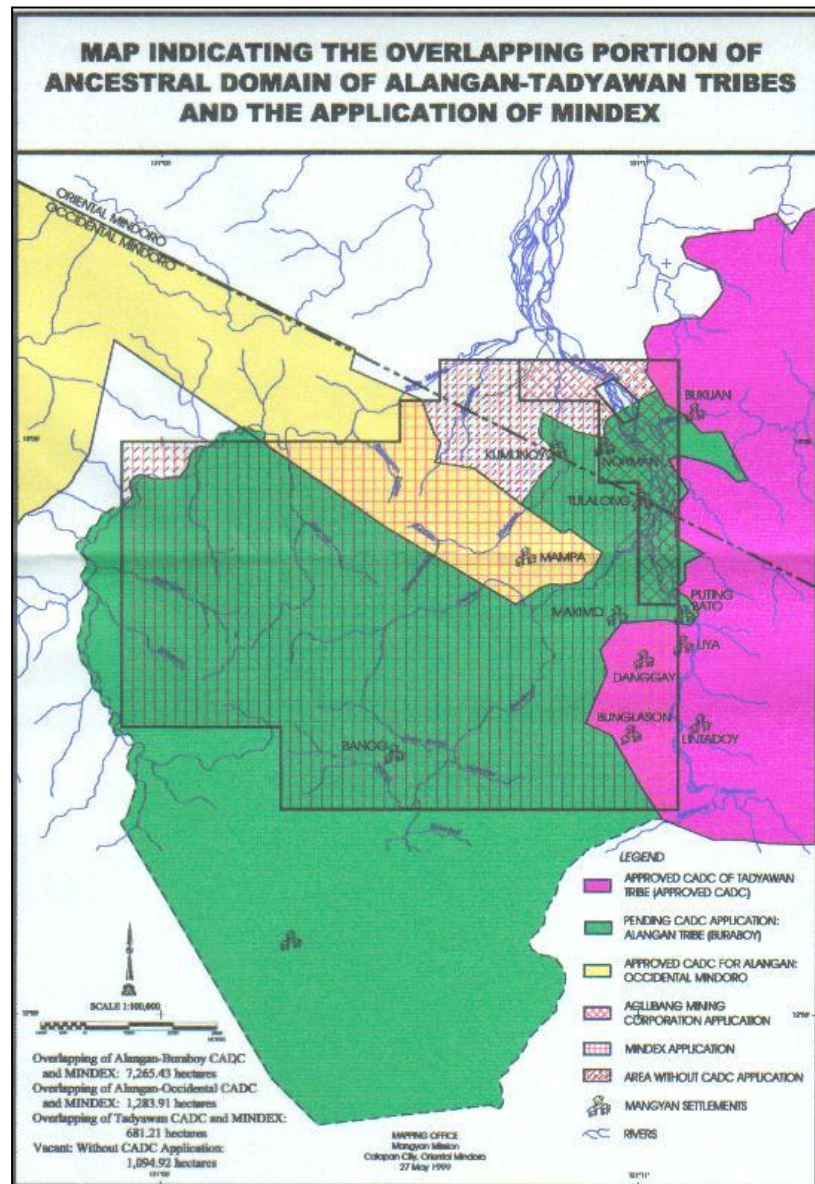 MAP INDICATING THE OVERLAPPING PORTION OF
ANCESTRAL DOMAIN OF ALANGAN-TADYAWAN TRIBES
AND THE APPLICATION OF MINDEX
ORIENTAL MINDORO
OCCIDENTAL MINDORO
BUKUAN
KUMUNOY
NORMAN
TULALONG
MAMPA
MAXIMO
PUTING
BATO
LIYA
DANGGAY
BUNGLASON
LINTADOY
BANOG
LEGEND
APPROVED CADC OF TADYAWAN
TRIBE (APPROVED CADC)
PENDING CADC APPLICATION:
ALANGAN TRIBE (BURABOY)
APPROVED CADC FOR ALANGAN:
OCCIDENTAL MINDORO
AGLUBANG MINING
CORPORATION APPLICATION
MINDEX APPLICATION
AREA WITHOUT CADC APPLICATION
MANGYAN SETTLEMENTS
RIVERS
SCALE 1:100,000
Overlapping of Alangan-Buraboy CADC
and MINDEX: 7,265.43 hectares
Overlapping of Alangan-Occidental CADC
and MINDEX: 1,283.91 hectares
Overlapping of Tadyawan CADC and MINDEX:
681.21 hectares
Vacant: Without CADC Application:
1,094.92 hectares
MAPPING OFFICE
Mangyan Mission
Calapan City, Oriental Mindoro
27 May 1999